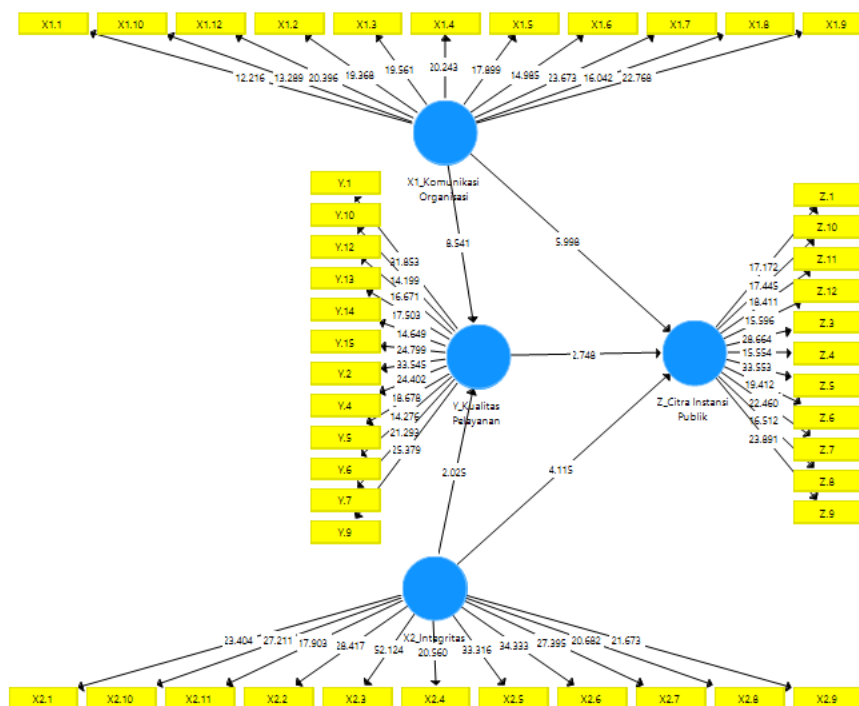 X1.1 X1.10 X1.12 X1.2 X1.3 X1.4 X1.5 X1.6 X1.7 X1.8 X1.9
12.216 13.289 20.396 19.368 19.561 20.243 17.899 14.985 23.673 16.042 22.768
X1_Komunikasi
Organisasi
8.541
5.998
Y.1
Y.10
Y.12
Y.13
Y.14
Y.15
Y.2
Y.4
Y.5
Y.6
Y.7
Y.9
31.853
14.199
16.671
17.503
14.649
24.799
33.545
24.402
18.678
14.276
21.293
25.379
Y_Kualitas
Pelayanan
2.748
Z_Citra Instansi
Publik
17.172
17.445
18.411
15.596
28.664
15.554
33.553
19.412
22.460
16.512
23.891
Z.1
Z.10
Z.11
Z.12
Z.3
Z.4
Z.5
Z.6
Z.7
Z.8
Z.9
2.025
4.115
X2_Integritas
23.404 27.211 17.903 28.417 52.124 20.560 33.316 34.333 27.395 20.682 21.673
X2.1 X2.10 X2.11 X2.2 X2.3 X2.4 X2.5 X2.6 X2.7 X2.8 X2.9